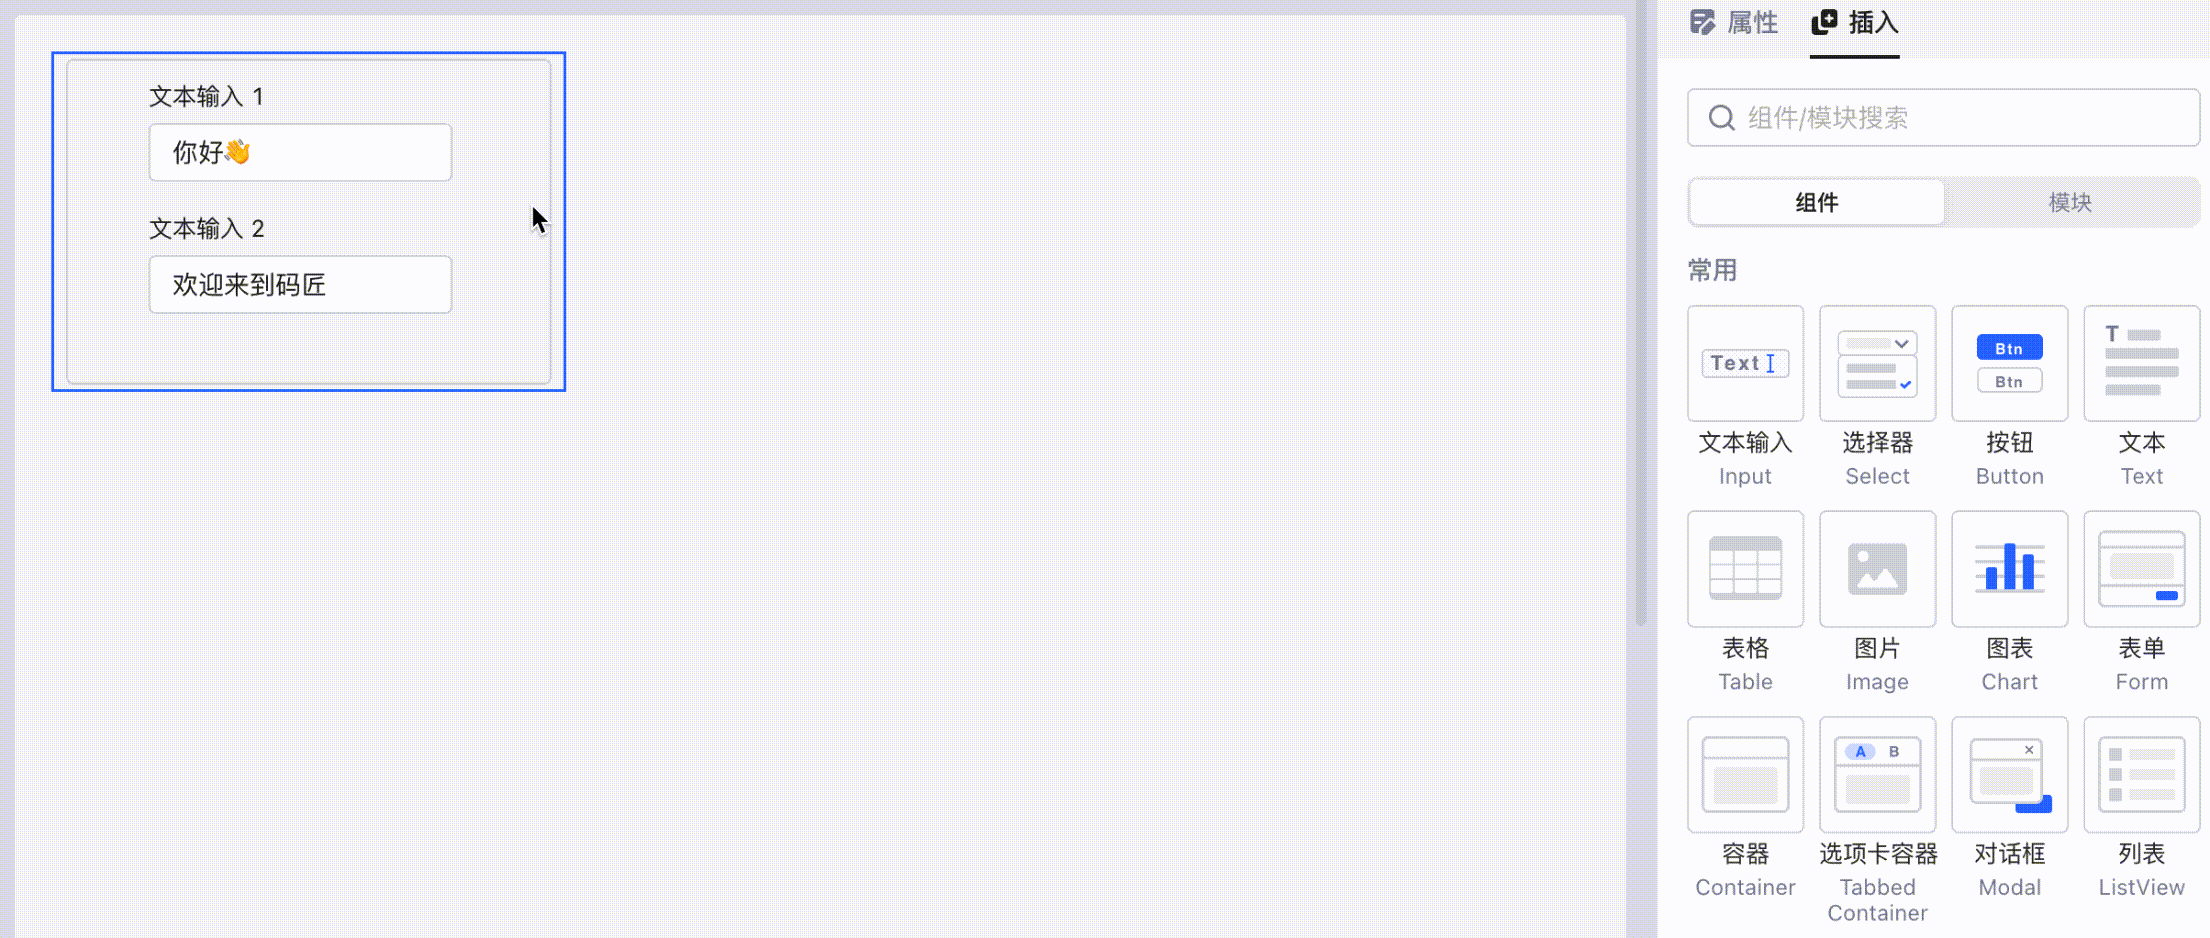 文本输入 1
你好👋
文本输入 2
欢迎来到码匠
属性 插入
组件/模块搜索
组件 模块
常用
Text Btn Btn T
文本输入 选择器 按钮 文本
Input Select Button Text
表格 图片 图表 表单
Table Image Chart Form
A B ×
容器 选项卡容器 对话框 列表
Container Tabbed Container Modal ListView